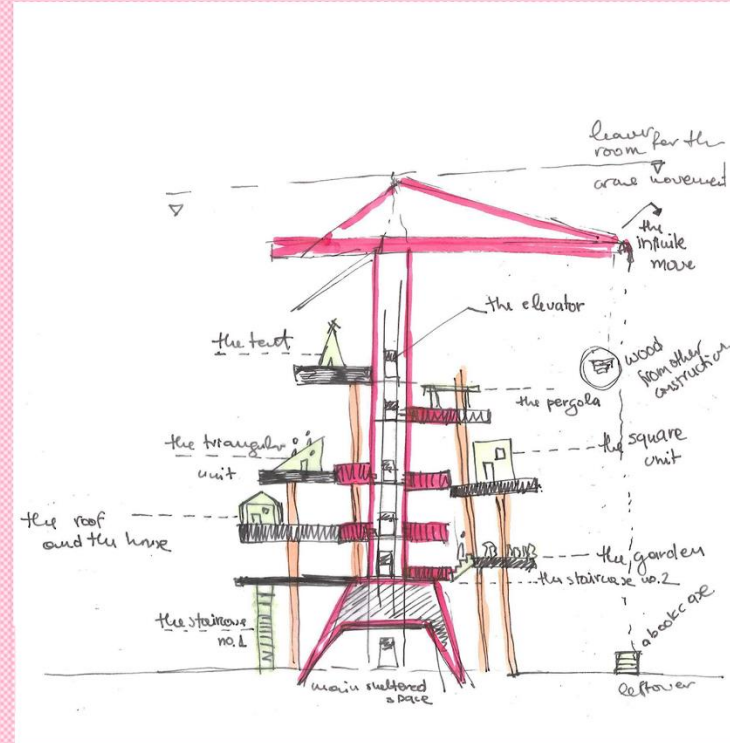 leave for the
room
crane movement
the
infinite
move
the elevator
the tent
wood
from other
construction
the pergola
the triangular
unit
the square
unit
the roof
and the house
the garden
the staircase no.2
the staircase
no.1
a bookcase
main sheltered
space
leftover